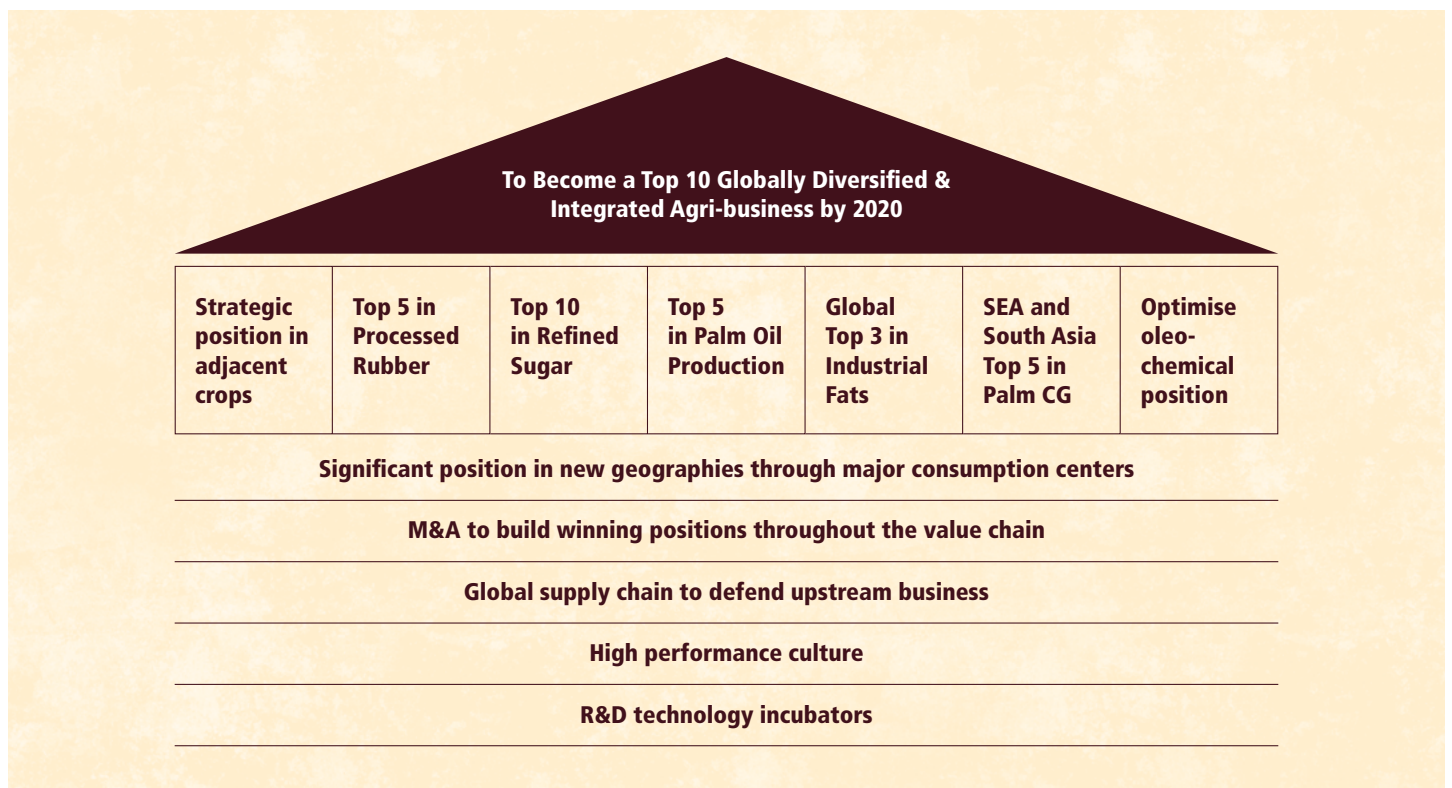 To Become a Top 10 Globally Diversified &
Integrated Agri-business by 2020
Strategic
position in
adjacent
crops
Top 5 in
Processed
Rubber
Top 10
in Refined
Sugar
Top 5
in Palm Oil
Production
Global
Top 3 in
Industrial
Fats
SEA and
South Asia
Top 5 in
Palm CG
Optimise
oleo-
chemical
position
Significant position in new geographies through major consumption centers
M&A to build winning positions throughout the value chain
Global supply chain to defend upstream business
High performance culture
R&D technology incubators